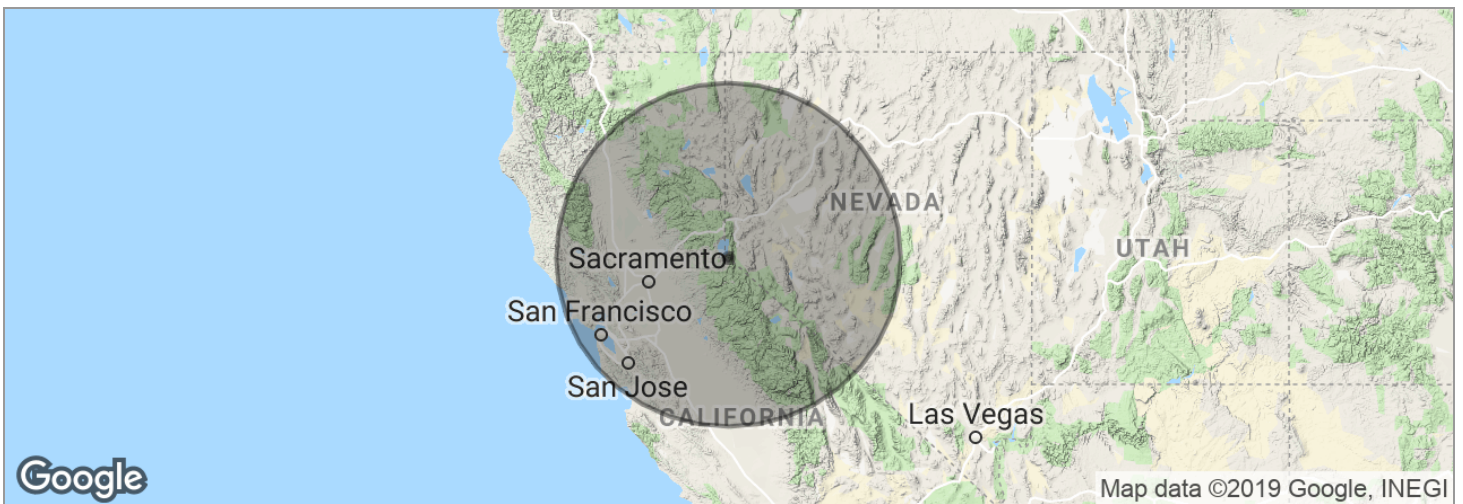 NEVADA
UTAH
Sacramento
San Francisco
San Jose
CALIFORNIA
Las Vegas
Google
Map data ©2019 Google, INEGI